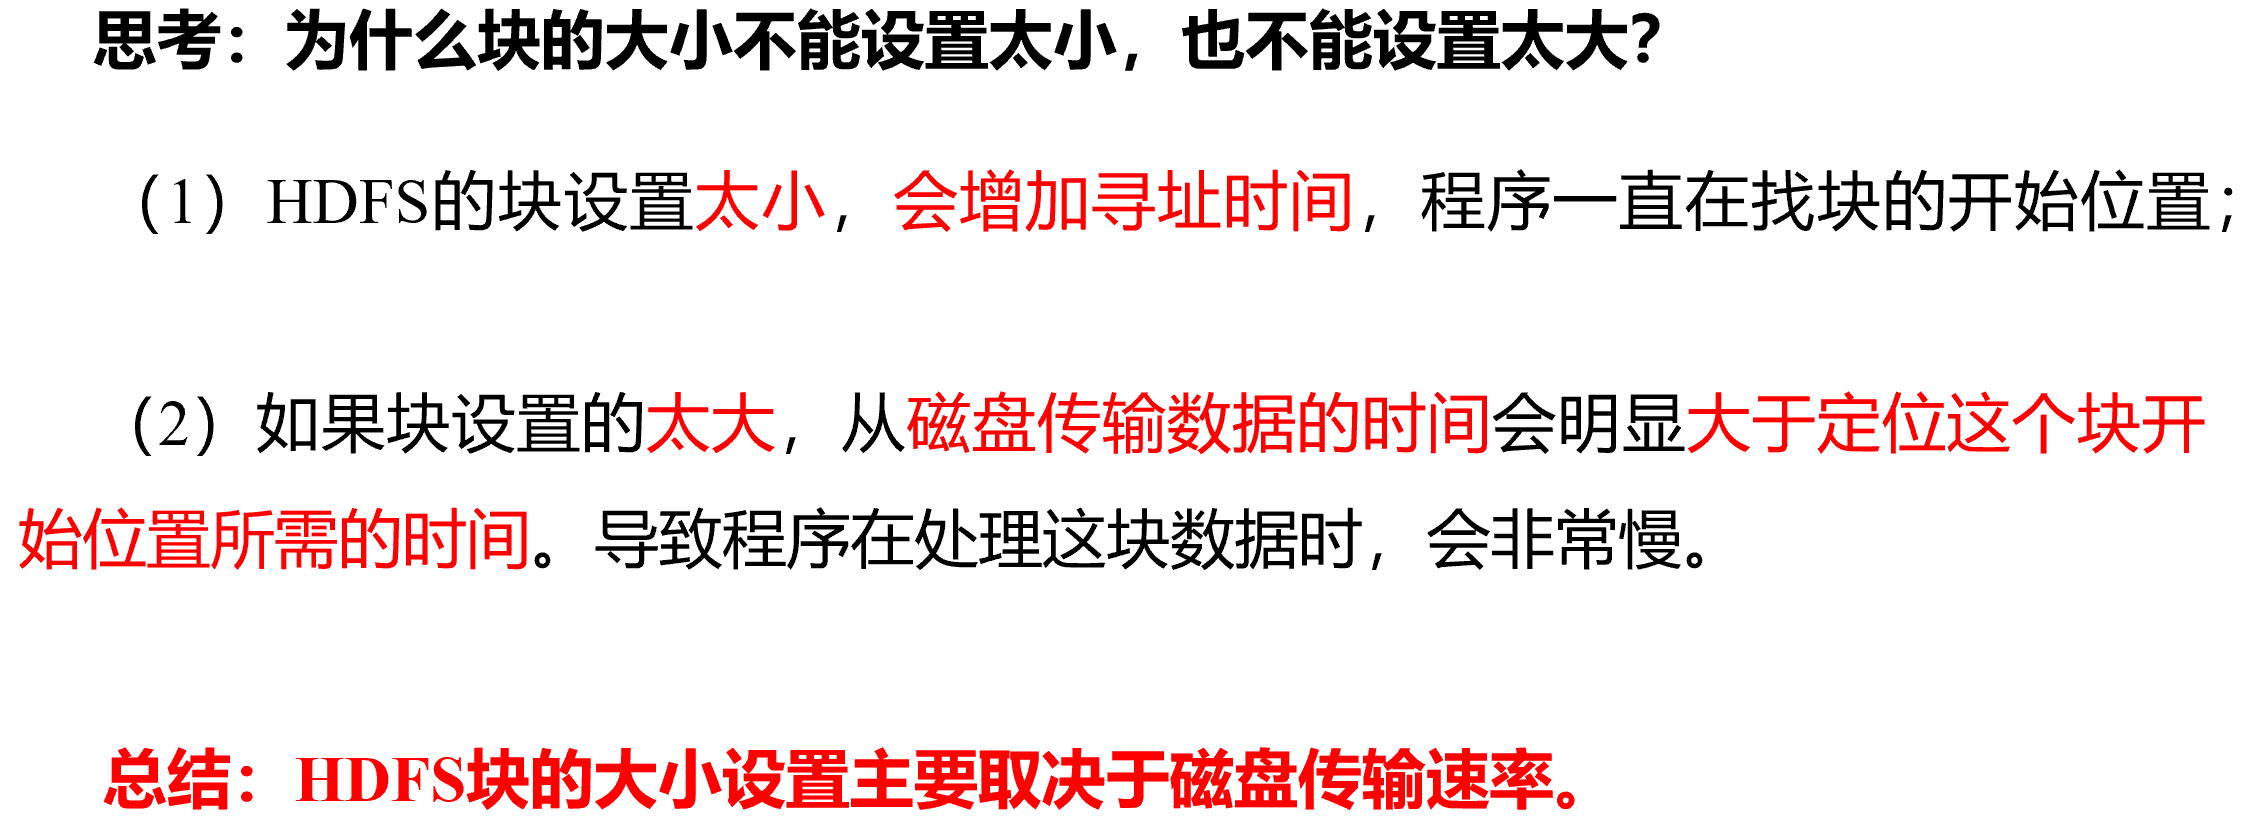 思考：为什么块的大小不能设置太小，也不能设置太大？
（1）HDFS的块设置太小，会增加寻址时间，程序一直在找块的开始位置；
（2）如果块设置的太大，从磁盘传输数据的时间会明显大于定位这个块开
始位置所需的时间。导致程序在处理这块数据时，会非常慢。
总结：HDFS块的大小设置主要取决于磁盘传输速率。